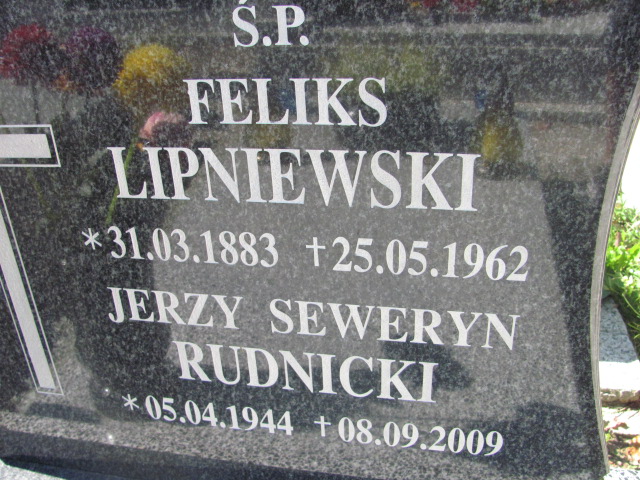 Ś.P.
FELIKS
LIPNIEWSKI
*31.03.1883 †25.05.1962
JERZY SEWERYN
RUDNICKI
*05.04.1944 †08.09.2009